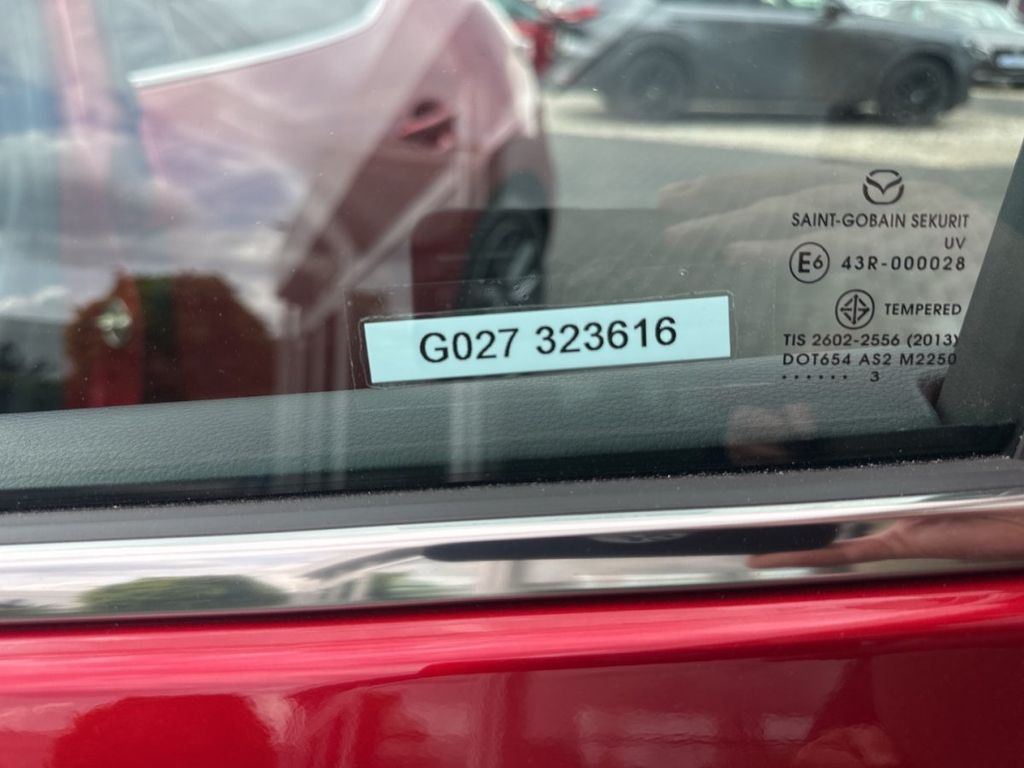 G027 323616
SAINT-GOBAIN SEKURIT
UV
E6 43R-000028
TEMPERED
TIS 2602-2556 (2013)
DOT654 AS2 M2250
...... 3